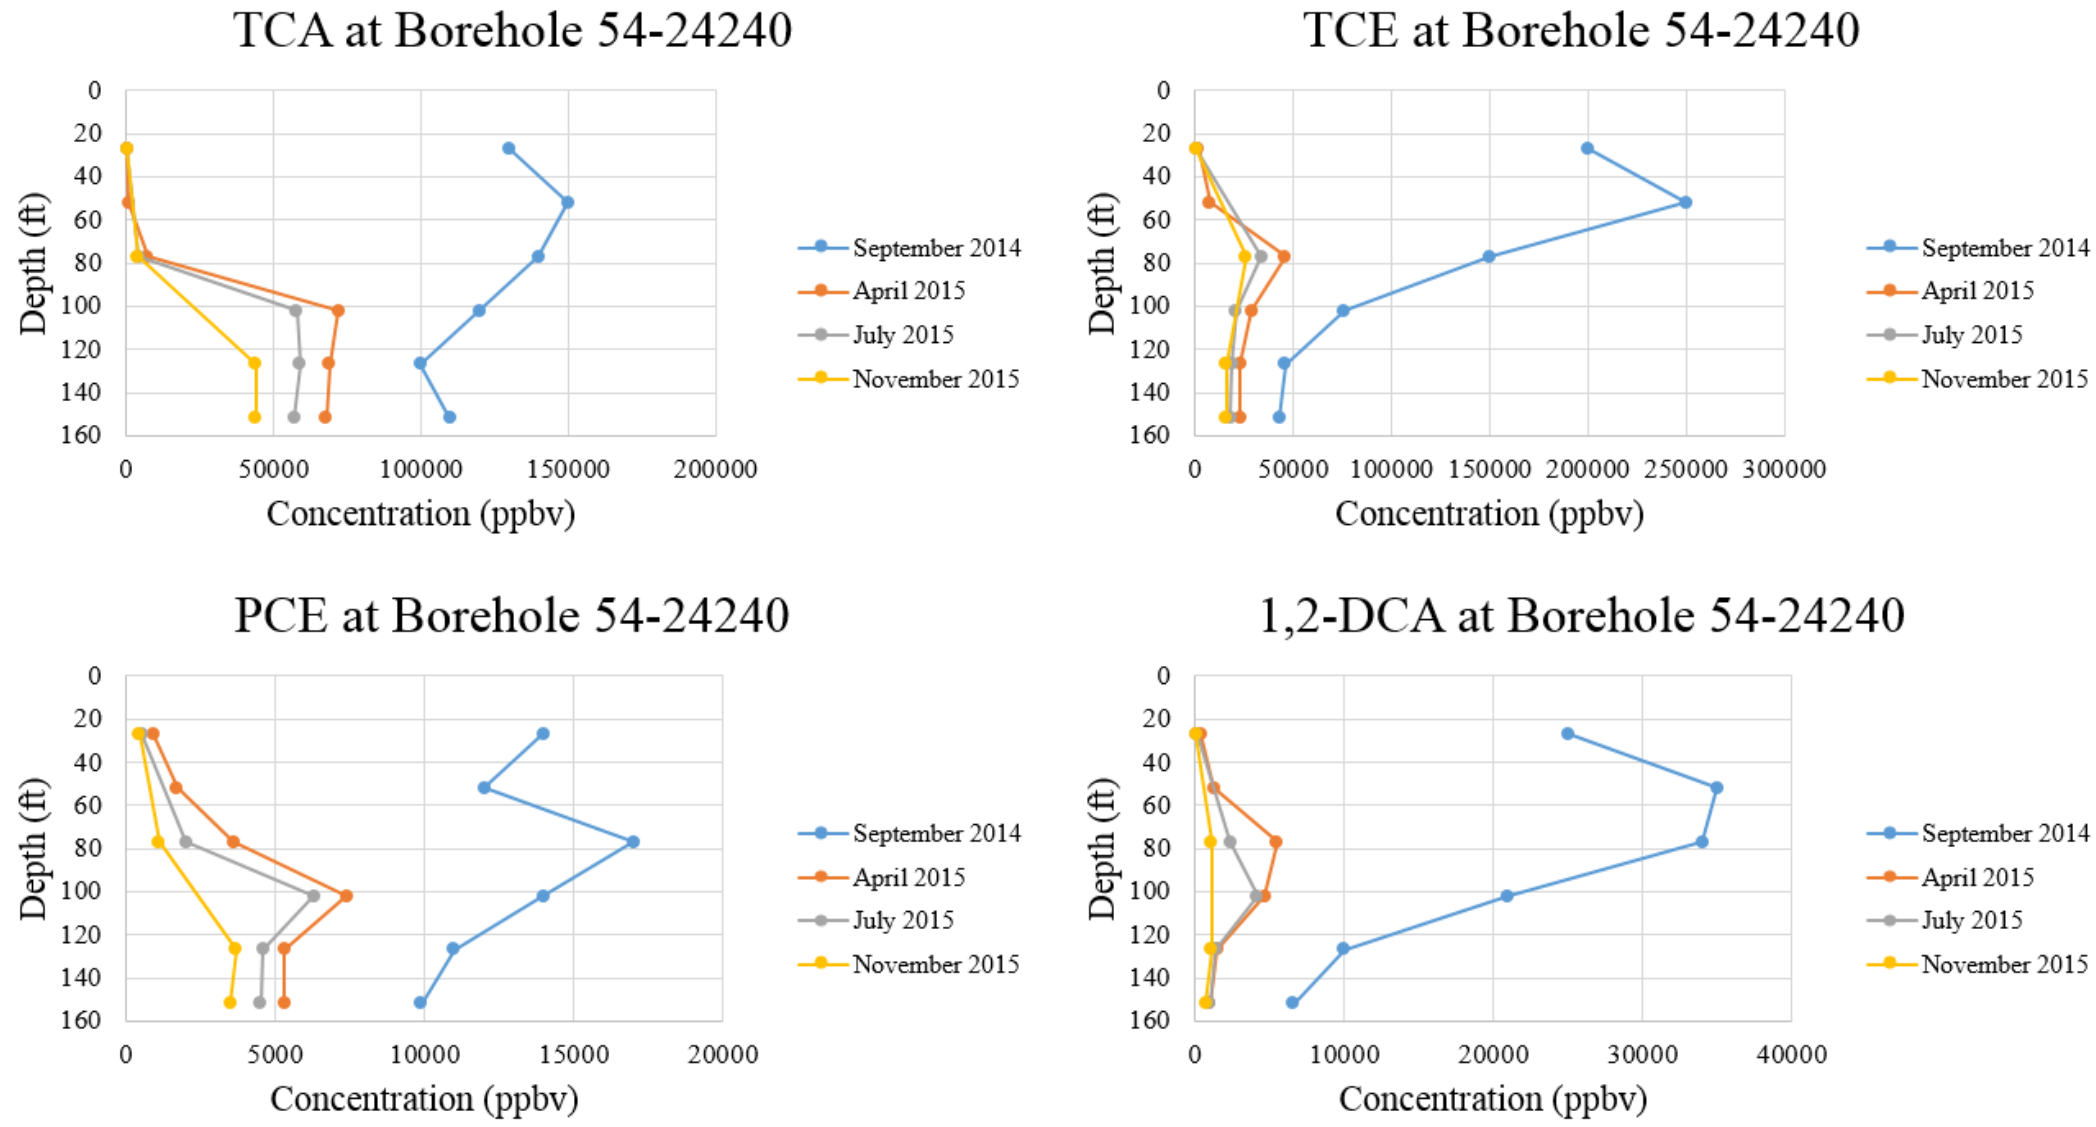 TCA at Borehole 54-24240
0
20
40
60
80
100
120
140
160
Depth (ft)
0 50000 100000 150000 200000
Concentration (ppbv)
September 2014
April 2015
July 2015
November 2015
TCE at Borehole 54-24240
0
20
40
60
80
100
120
140
160
Depth (ft)
0 50000 100000 150000 200000 250000 300000
Concentration (ppbv)
September 2014
April 2015
July 2015
November 2015
PCE at Borehole 54-24240
0
20
40
60
80
100
120
140
160
Depth (ft)
0 5000 10000 15000 20000
Concentration (ppbv)
September 2014
April 2015
July 2015
November 2015
1,2-DCA at Borehole 54-24240
0
20
40
60
80
100
120
140
160
Depth (ft)
0 10000 20000 30000 40000
Concentration (ppbv)
September 2014
April 2015
July 2015
November 2015